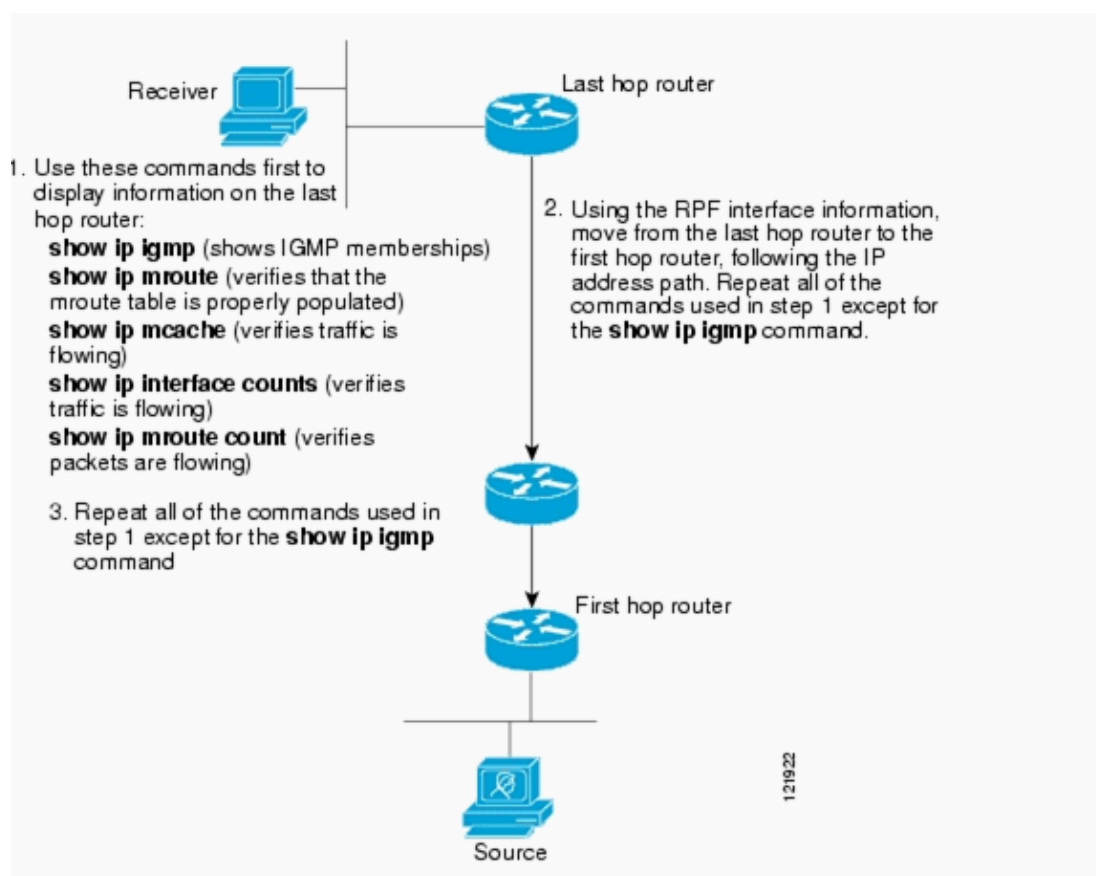 Receiver
Last hop router
1. Use these commands first to
display information on the last
hop router:
show ip igmp (shows IGMP memberships)
show ip mroute (verifies that the
mroute table is properly populated)
show ip mcache (verifies traffic is
flowing)
show ip interface counts (verifies
traffic is flowing)
show ip mroute count (verifies
packets are flowing)
2. Using the RPF interface information,
move from the last hop router to the
first hop router, following the IP
address path. Repeat all of the
commands used in step 1 except for
the show ip igmp command.
3. Repeat all of the commands used in
step 1 except for the show ip igmp
command
First hop router
Source
121922